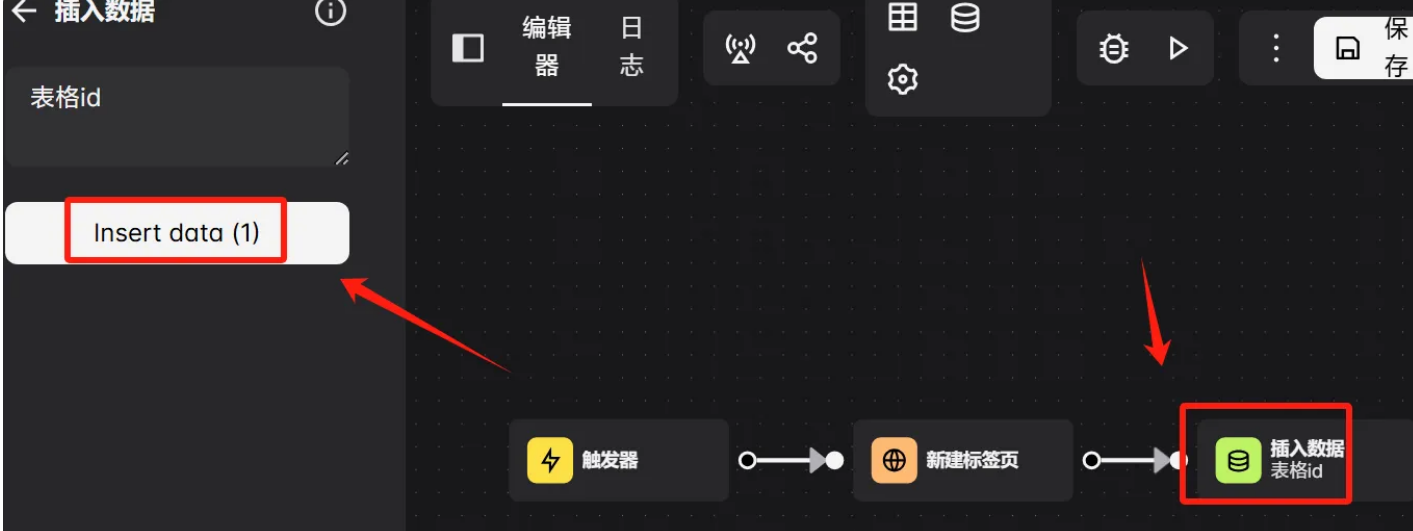 插入数据
编辑
器
日
志
保
存
表格id
Insert data (1)
触发器
新建标签页
插入数据
表格id